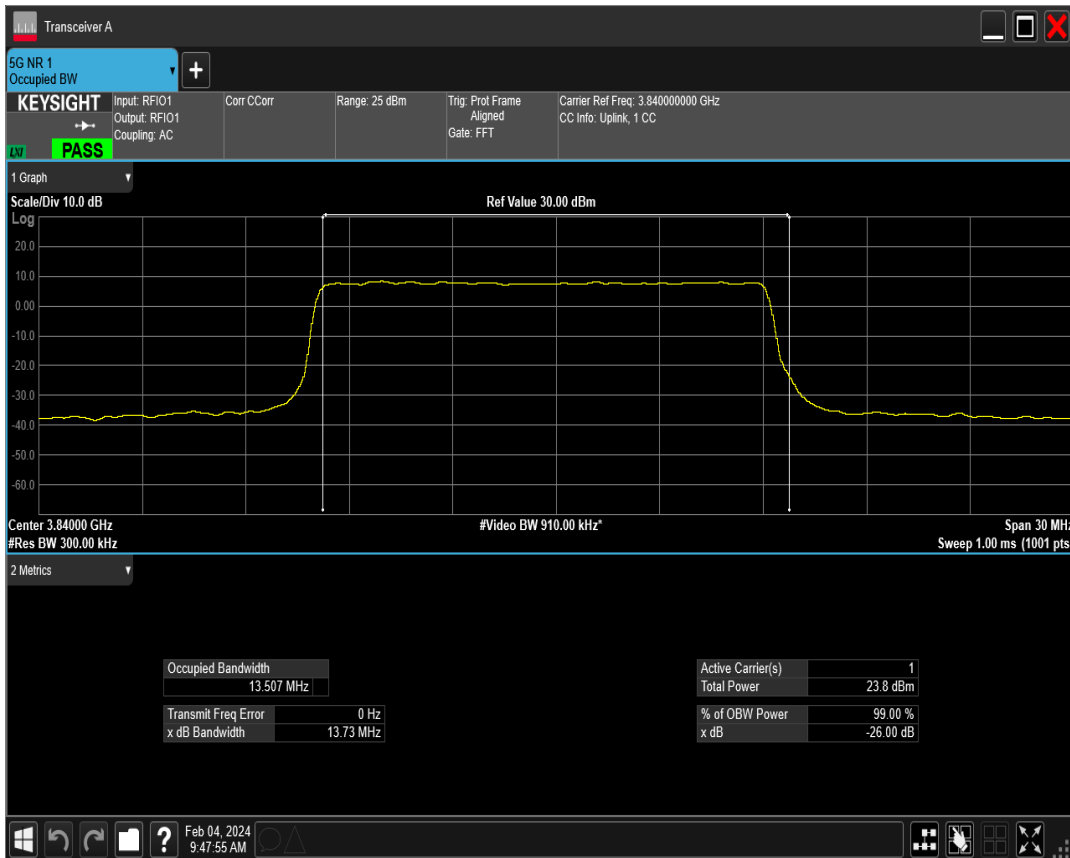 Transceiver A
5G NR 1
Occupied BW
+
KEYSIGHT
LXI
PASS
Input: RFIO1
Output: RFIO1
Coupling: AC
Corr CCorr
Range: 25 dBm
Trig: Prot Frame
Aligned
Gate: FFT
Carrier Ref Freq: 3.840000000 GHz
CC Info: Uplink, 1 CC
1 Graph
Scale/Div 10.0 dB
Ref Value 30.00 dBm
Log
20.0
10.0
0.00
-10.0
-20.0
-30.0
-40.0
-50.0
-60.0
Center 3.84000 GHz
#Video BW 910.00 kHz*
Span 30 MHz
#Res BW 300.00 kHz
Sweep 1.00 ms (1001 pts
2 Metrics
Occupied Bandwidth
13.507 MHz
Transmit Freq Error 0 Hz
x dB Bandwidth 13.73 MHz
Active Carrier(s) 1
Total Power 23.8 dBm
% of OBW Power 99.00 %
x dB -26.00 dB
?
Feb 04, 2024
9:47:55 AM